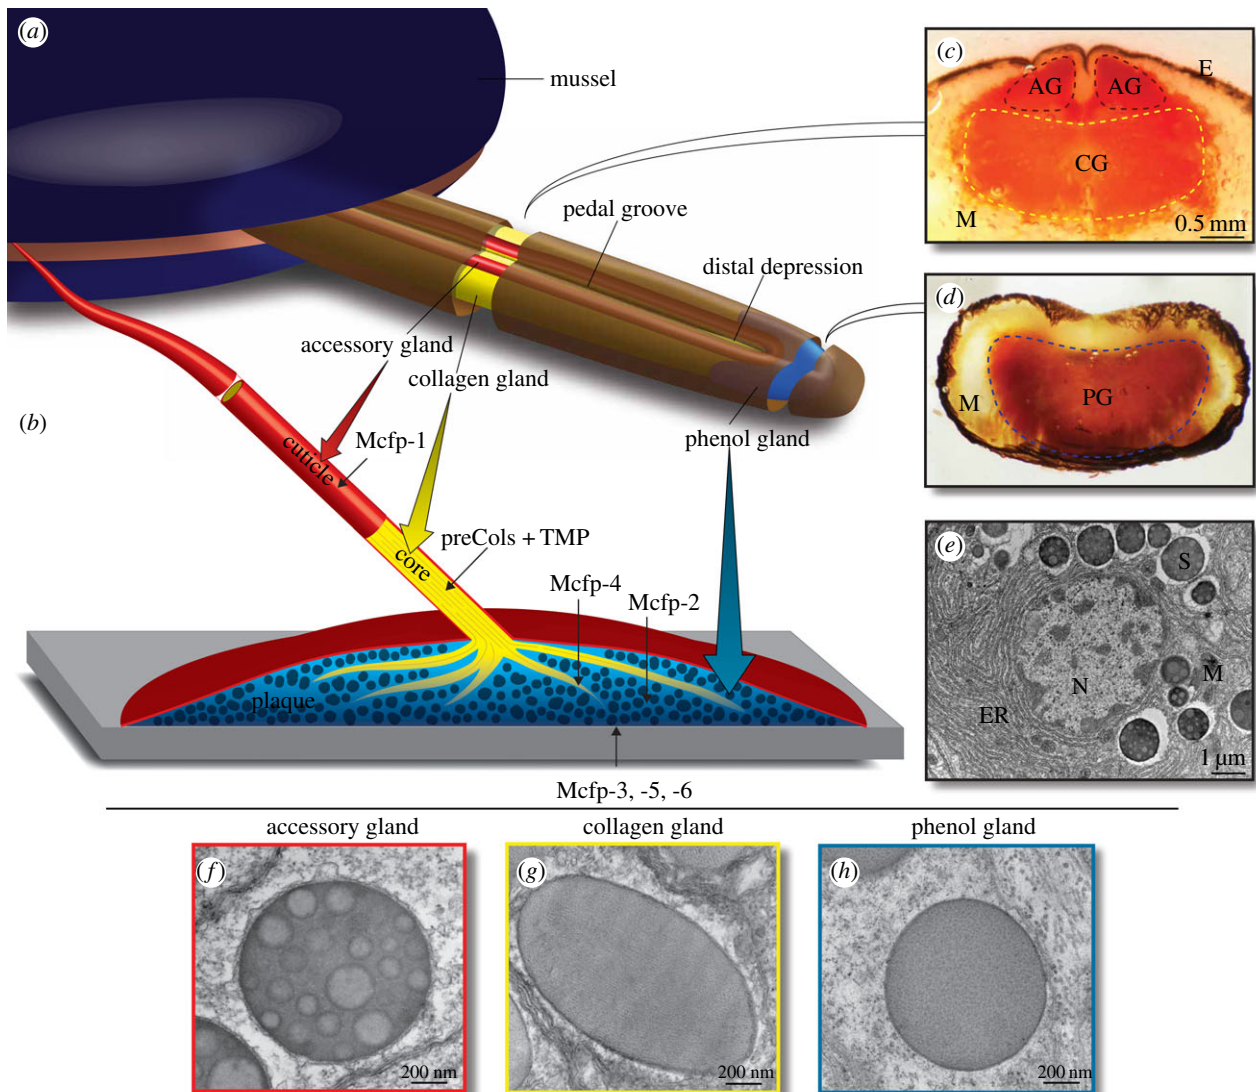 (a)
mussel
pedal groove
distal depression
accessory gland
collagen gland
phenol gland
(b)
cuticle
Mcfp-1
core
preCols + TMP
Mcfp-4
Mcfp-2
plaque
Mcfp-3, -5, -6
(c)
AG
AG
E
CG
M
0.5 mm
(d)
M
PG
(e)
S
N
M
ER
1 µm
accessory gland
collagen gland
phenol gland
(f)
200 nm
(g)
200 nm
(h)
200 nm